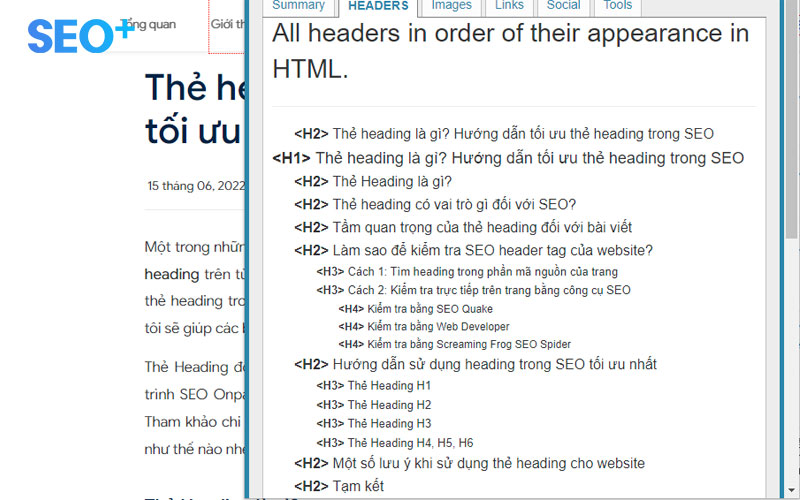 SEO+
ổng quan
Giới th
Thẻ he
tối ưu
15 tháng 06, 2022
Một trong nhữn
heading trên từ
thẻ heading tro
tôi sẽ giúp các b
Thẻ Heading đó
trinh SEO Onpa
Tham khảo chi
như thế nào nhé
Summary HEADERS Images Links Social Tools
All headers in order of their appearance in
HTML.
<H2> Thẻ heading là gì? Hướng dẫn tối ưu thẻ heading trong SEO
<H1> Thẻ heading là gì? Hướng dẫn tối ưu thẻ heading trong SEO
<H2> Thẻ Heading là gì?
<H2> Thẻ heading có vai trò gì đối với SEO?
<H2> Tầm quan trọng của thẻ heading đối với bài viết
<H2> Làm sao để kiểm tra SEO header tag của website?
<H3> Cách 1: Tìm heading trong phần mã nguồn của trang
<H3> Cách 2: Kiểm tra trực tiếp trên trang bằng công cụ SEO
<H4> Kiểm tra bằng SEO Quake
<H4> Kiểm tra bằng Web Developer
<H4> Kiểm tra bằng Screaming Frog SEO Spider
<H2> Hướng dẫn sử dụng heading trong SEO tối ưu nhất
<H3> Thẻ Heading H1
<H3> Thẻ Heading H2
<H3> Thẻ Heading H3
<H3> Thẻ Heading H4, H5, H6
<H2> Một số lưu ý khi sử dụng thẻ heading cho website
<H2> Tạm kết